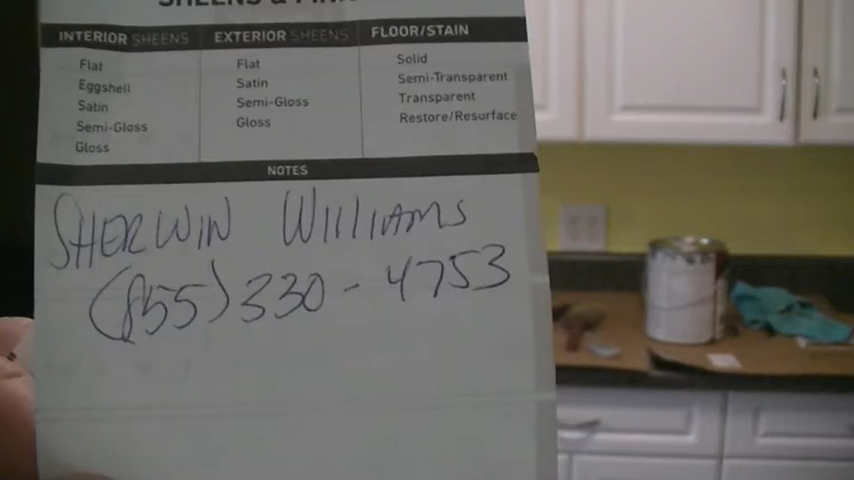 SHEENS &
INTERIOR SHEENS EXTERIOR SHEENS FLOOR/STAIN
Flat Flat Solid
Eggshell Satin Semi-Transparent
Satin Semi-Gloss Transparent
Semi-Gloss Gloss Restore/Resurface
Gloss
NOTES
SHERWIN WILLIAMS
(855) 330-4753